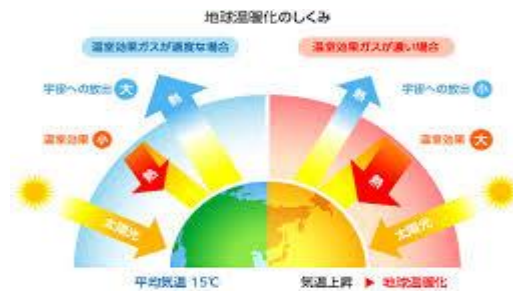 地球温暖化のしくみ
温室効果ガスが適度な場合
温室効果ガスが濃い場合
宇宙への放出 大
熱
熱
宇宙への放出 小
温室効果 小
熱
熱
温室効果 大
太陽光
太陽光
平均気温 15℃
気温上昇 ▶ 地球温暖化